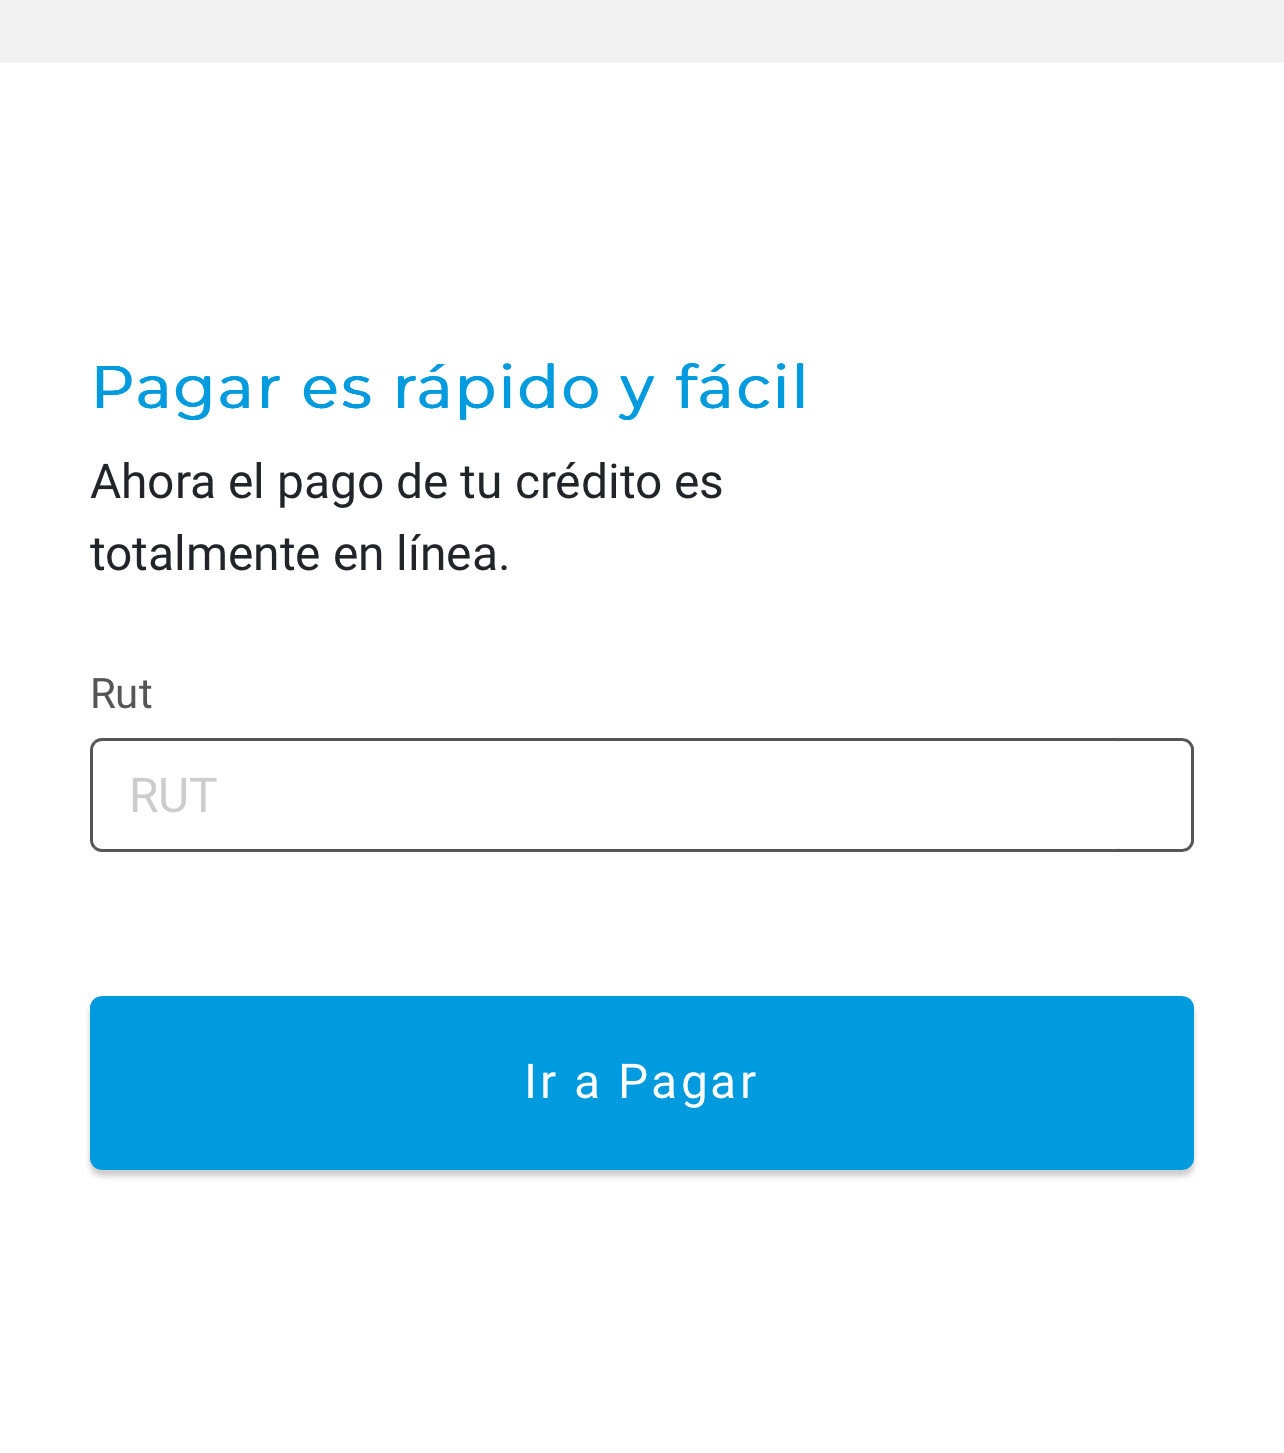 Pagar es rápido y fácil
Ahora el pago de tu crédito es
totalmente en línea.
Rut
RUT
Ir a Pagar